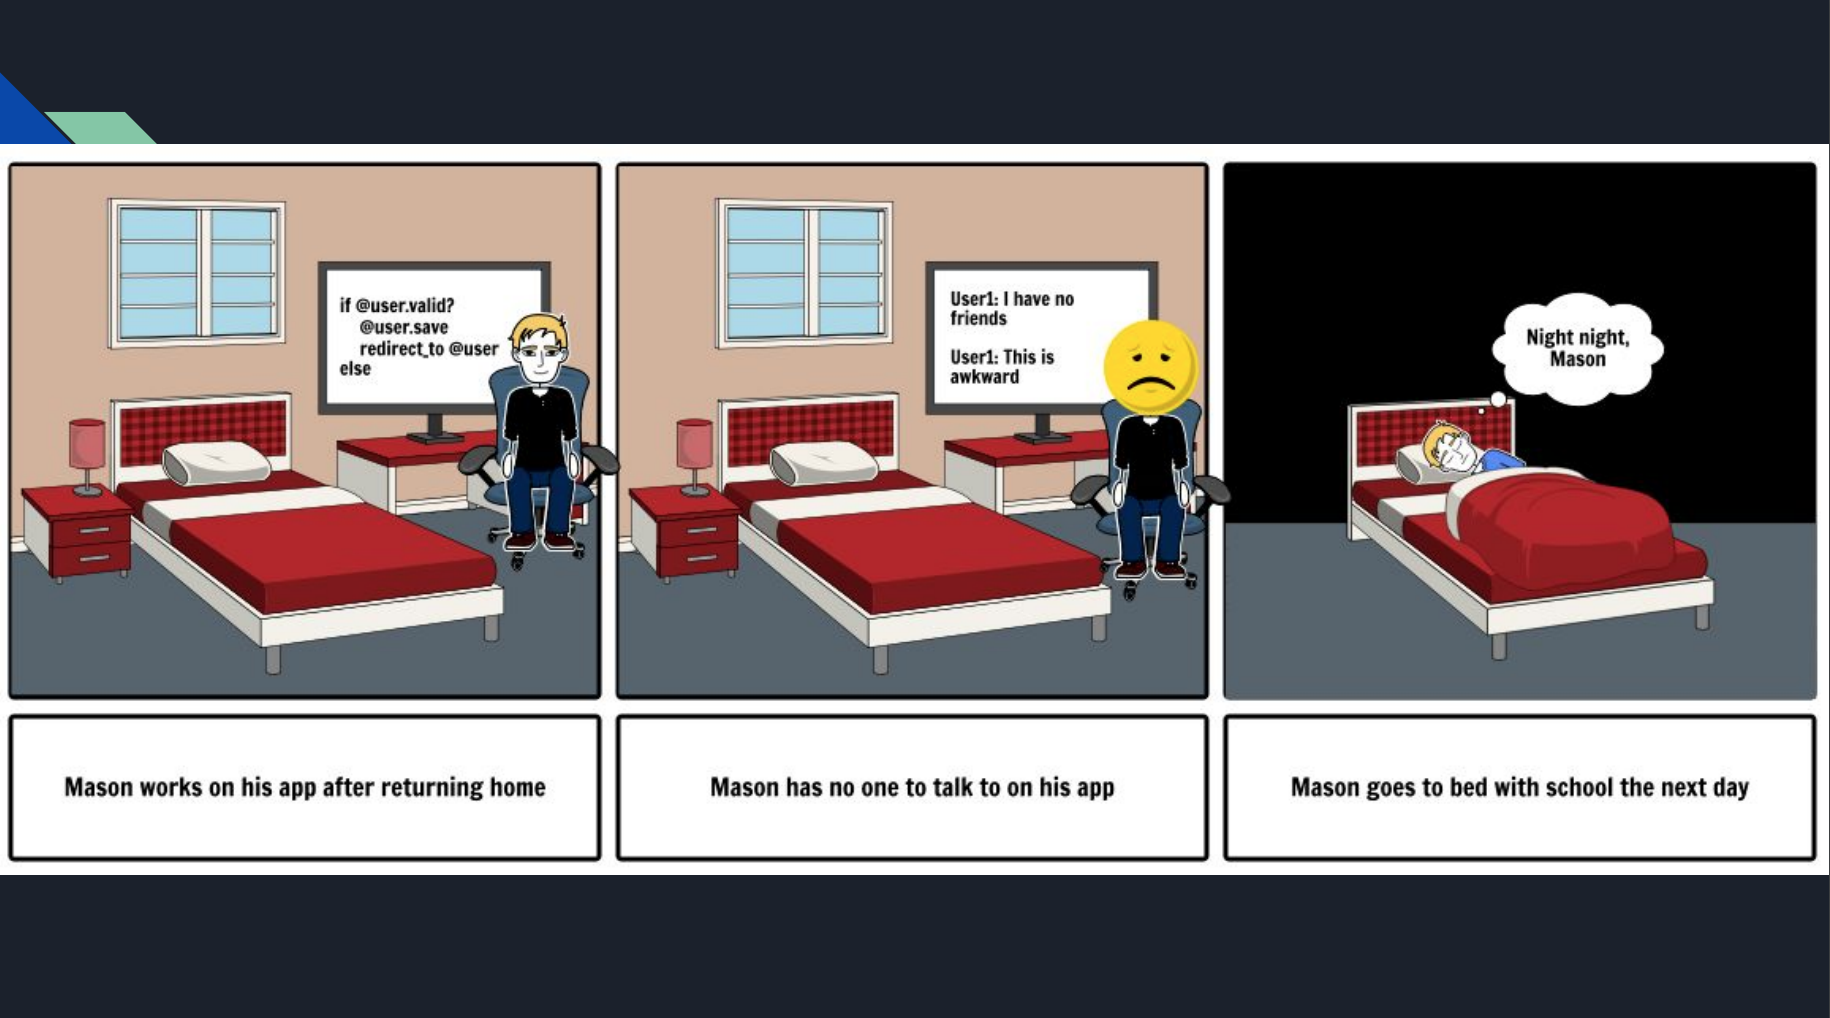 if @user.valid?
@user.save
redirect_to @user
else
User1: I have no
friends
User1: This is
awkward
Night night,
Mason
Mason works on his app after returning home
Mason has no one to talk to on his app
Mason goes to bed with school the next day